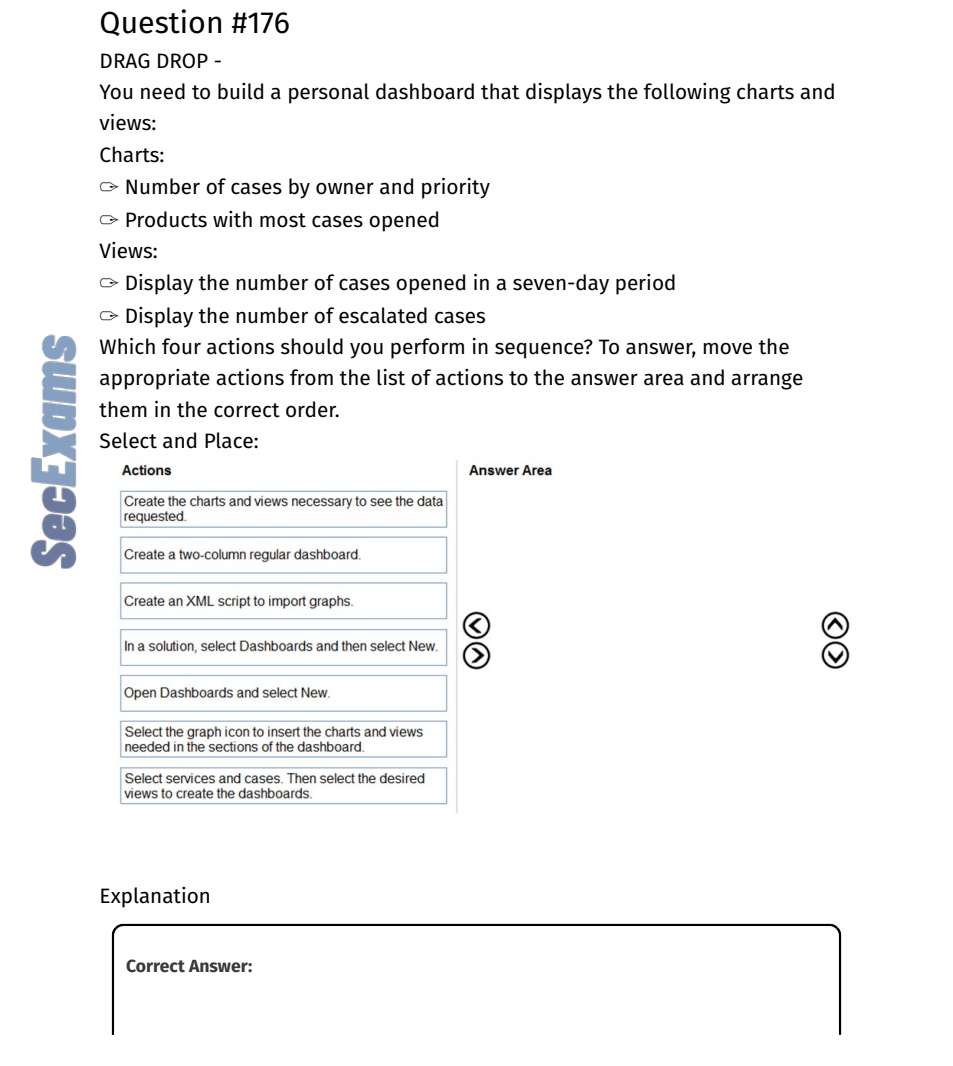 Question #176
DRAG DROP -
You need to build a personal dashboard that displays the following charts and
views:
Charts:
✑ Number of cases by owner and priority
✑ Products with most cases opened
Views:
✑ Display the number of cases opened in a seven-day period
✑ Display the number of escalated cases
Which four actions should you perform in sequence? To answer, move the
appropriate actions from the list of actions to the answer area and arrange
them in the correct order.
Select and Place:
SecExams
Actions
Create the charts and views necessary to see the data
requested.
Create a two-column regular dashboard.
Create an XML script to import graphs.
In a solution, select Dashboards and then select New.
Open Dashboards and select New.
Select the graph icon to insert the charts and views
needed in the sections of the dashboard.
Select services and cases. Then select the desired
views to create the dashboards.
Answer Area
Explanation
Correct Answer: